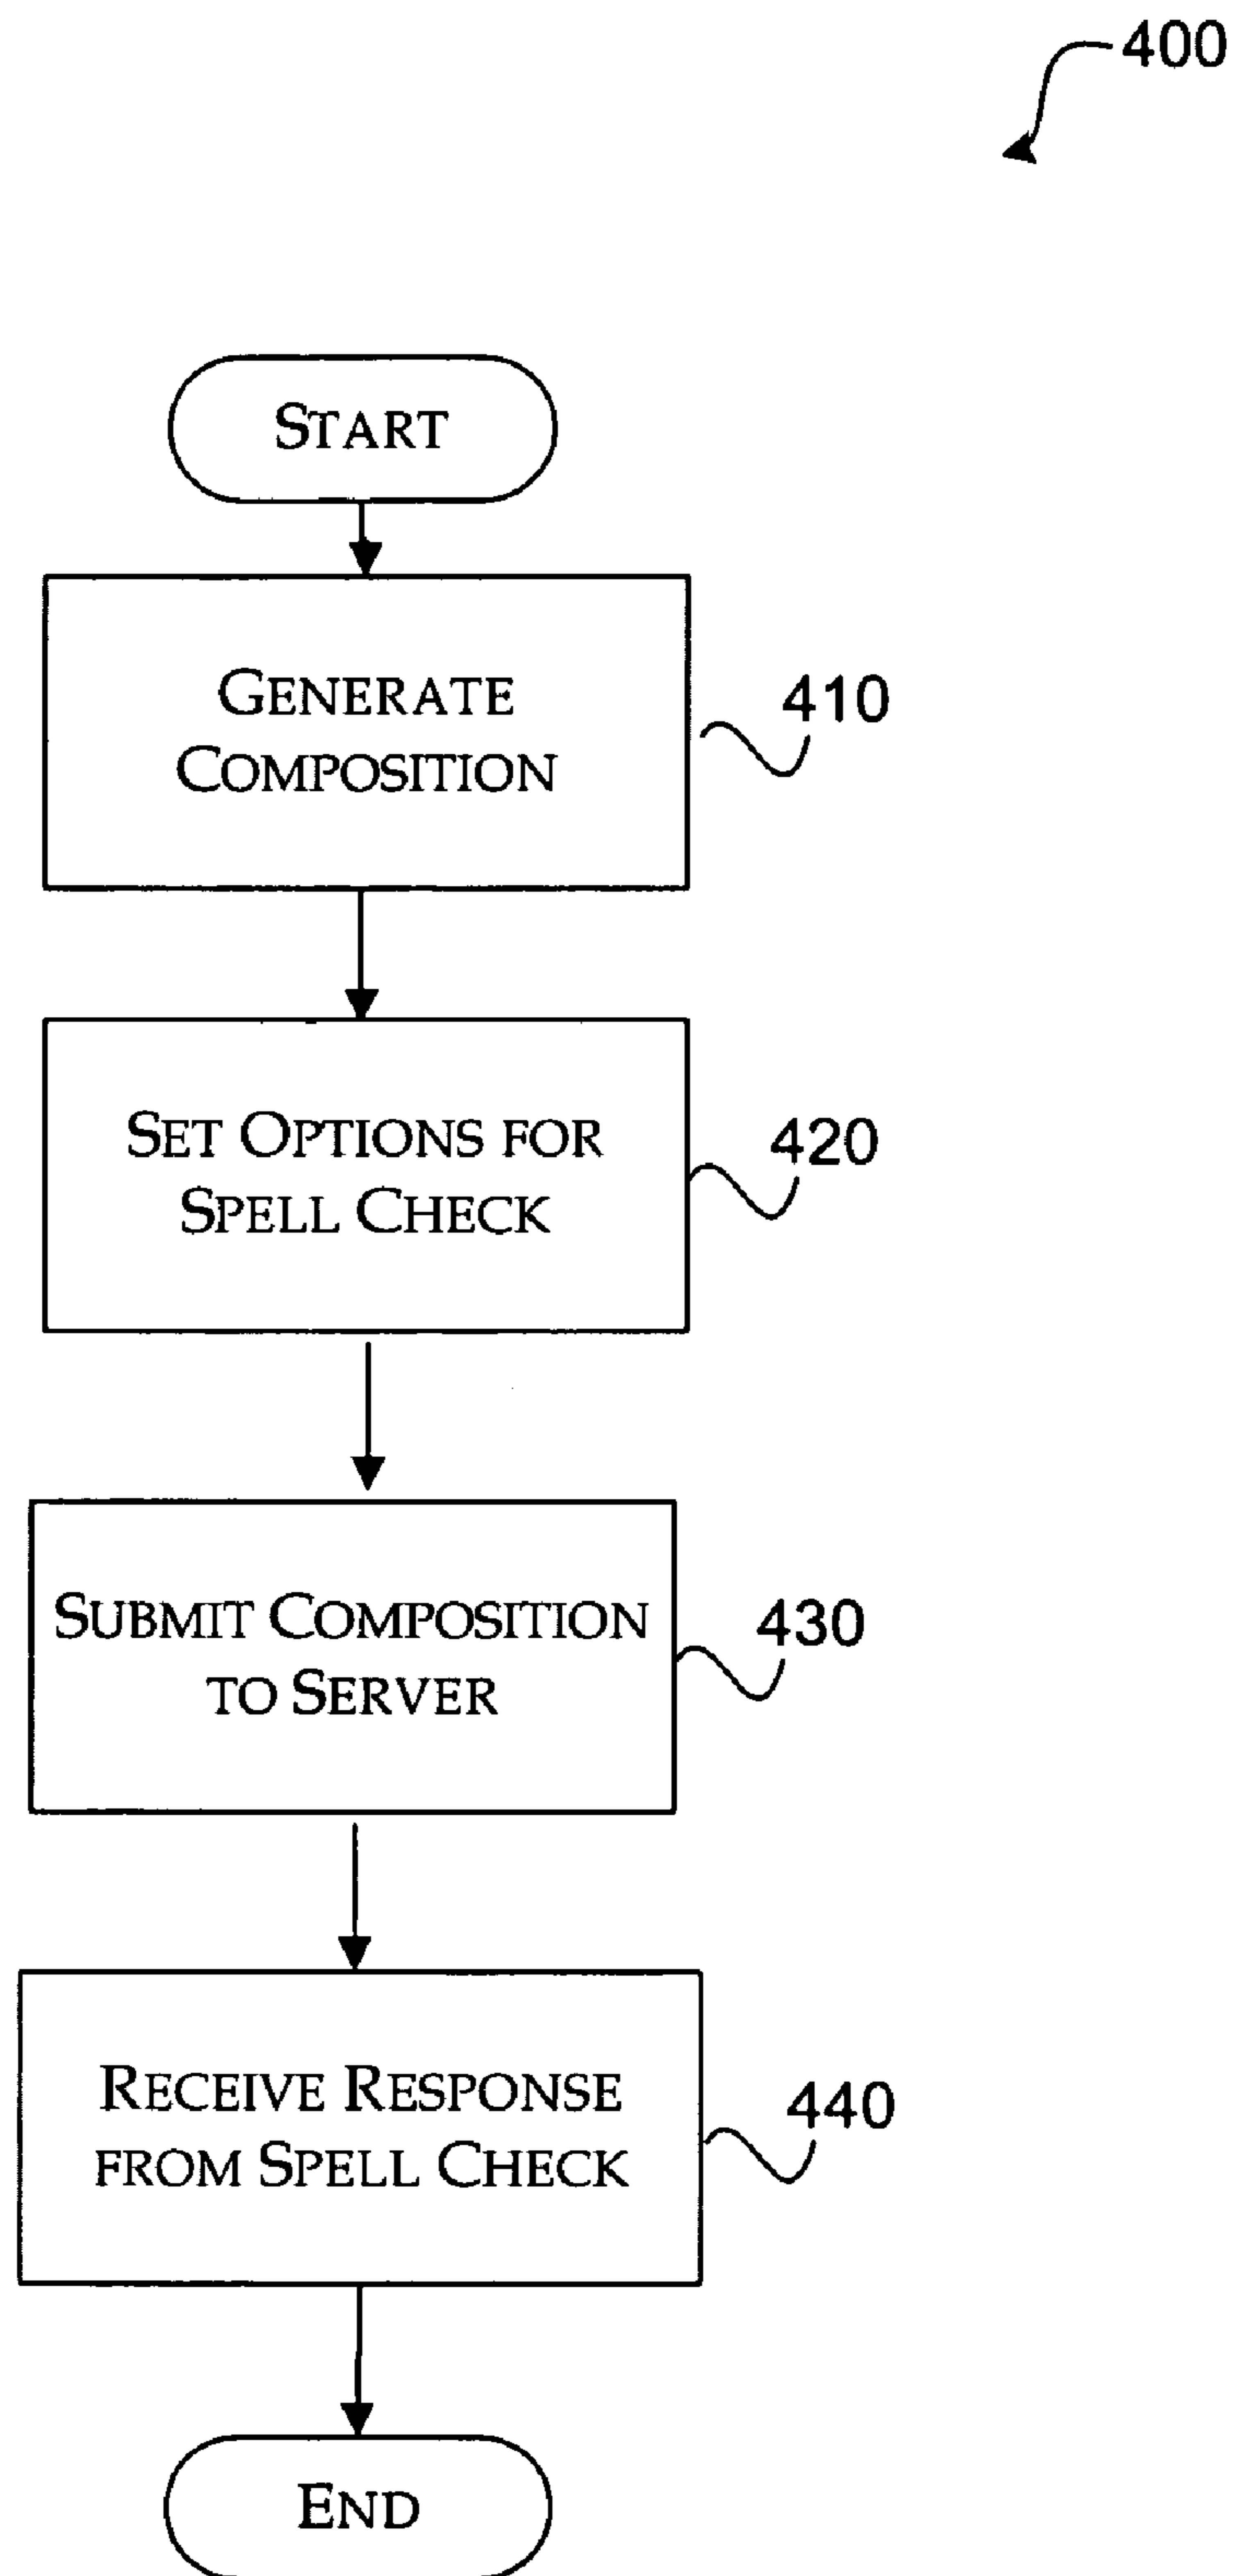 400
START
GENERATE
COMPOSITION
410
SET OPTIONS FOR
SPELL CHECK
420
SUBMIT COMPOSITION
TO SERVER
430
RECEIVE RESPONSE
FROM SPELL CHECK
440
END